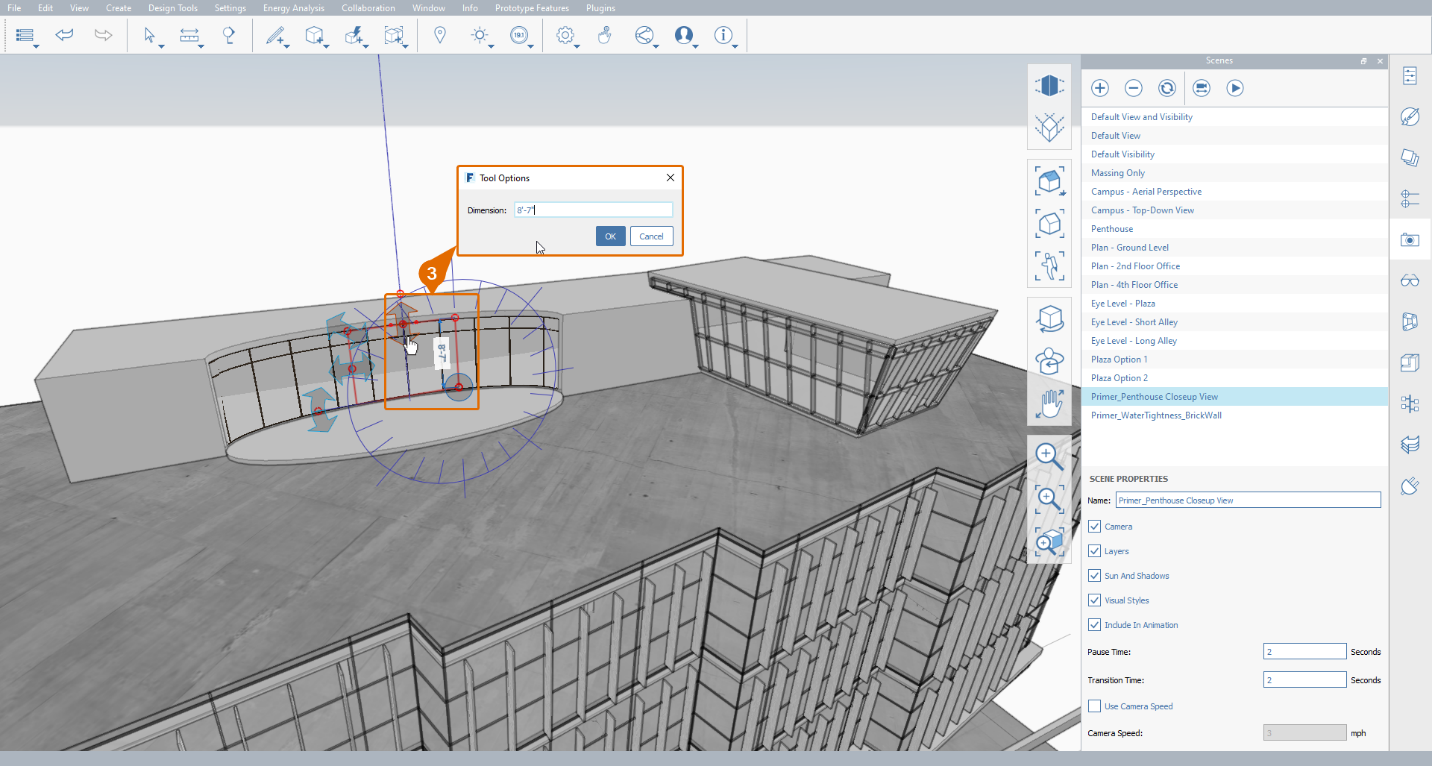 File Edit View Create Design Tools Settings Energy Analysis Collaboration Window Info Prototype Features Plugins
19.1
Scenes
F Tool Options
Dimension: 8'-7"
OK Cancel
3
8'-7"
Default View and Visibility
Default View
Default Visibility
Massing Only
Campus - Aerial Perspective
Campus - Top-Down View
Penthouse
Plan - Ground Level
Plan - 2nd Floor Office
Plan - 4th Floor Office
Eye Level - Plaza
Eye Level - Short Alley
Eye Level - Long Alley
Plaza Option 1
Plaza Option 2
Primer_Penthouse Closeup View
Primer_WaterTightness_BrickWall
SCENE PROPERTIES
Name: Primer_Penthouse Closeup View
Camera
Layers
Sun And Shadows
Visual Styles
Include In Animation
Pause Time: 2 Seconds
Transition Time: 2 Seconds
Use Camera Speed
Camera Speed: 3 mph